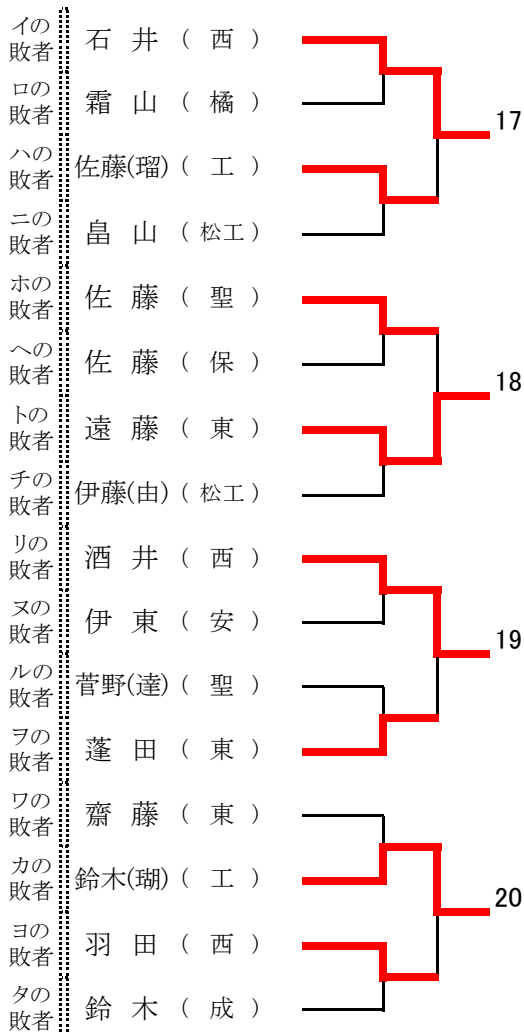 イの敗者 石井 ( 西 )
ロの敗者 霜山 ( 橘 )
17
ハの敗者 佐藤(瑠) ( 工 )
ニの敗者 畠山 ( 松工 )
ホの敗者 佐藤 ( 聖 )
ヘの敗者 佐藤 ( 保 )
18
トの敗者 遠藤 ( 東 )
チの敗者 伊藤(由) ( 松工 )
リの敗者 酒井 ( 西 )
ヌの敗者 伊東 ( 安 )
19
ルの敗者 菅野(達) ( 聖 )
ヲの敗者 蓬田 ( 東 )
ワの敗者 齋藤 ( 東 )
カの敗者 鈴木(瑚) ( 工 )
20
ヨの敗者 羽田 ( 西 )
タの敗者 鈴木 ( 成 )